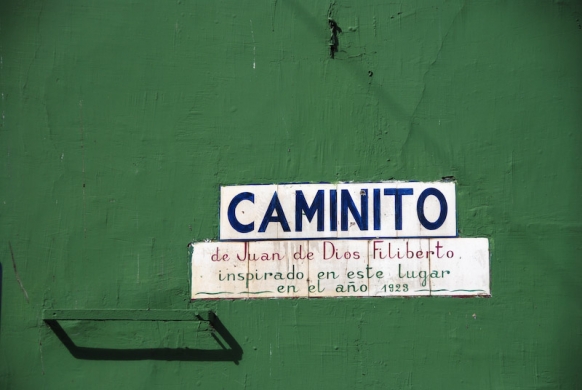 CAMINITO
de Juan de Dios Filiberto.
inspirado en este lugar
en el año 1923